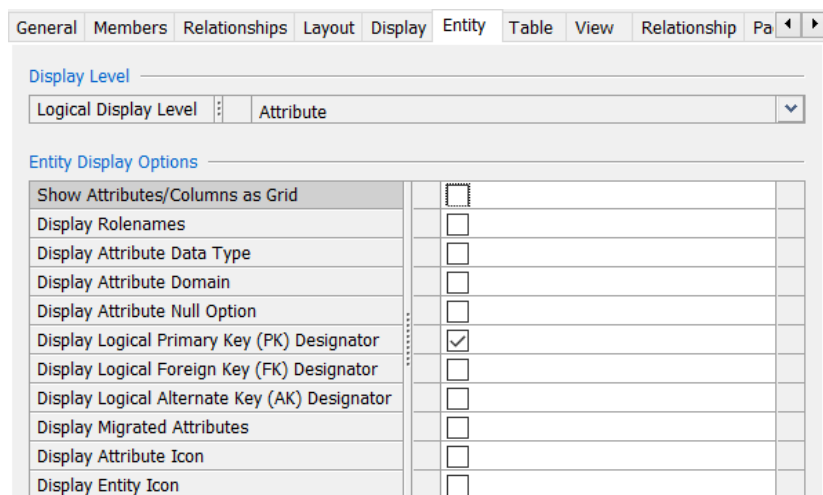 General Members Relationships Layout Display Entity Table View Relationship Pa
Display Level
Logical Display Level Attribute
Entity Display Options
Show Attributes/Columns as Grid
Display Rolenames
Display Attribute Data Type
Display Attribute Domain
Display Attribute Null Option
Display Logical Primary Key (PK) Designator
Display Logical Foreign Key (FK) Designator
Display Logical Alternate Key (AK) Designator
Display Migrated Attributes
Display Attribute Icon
Display Entity Icon